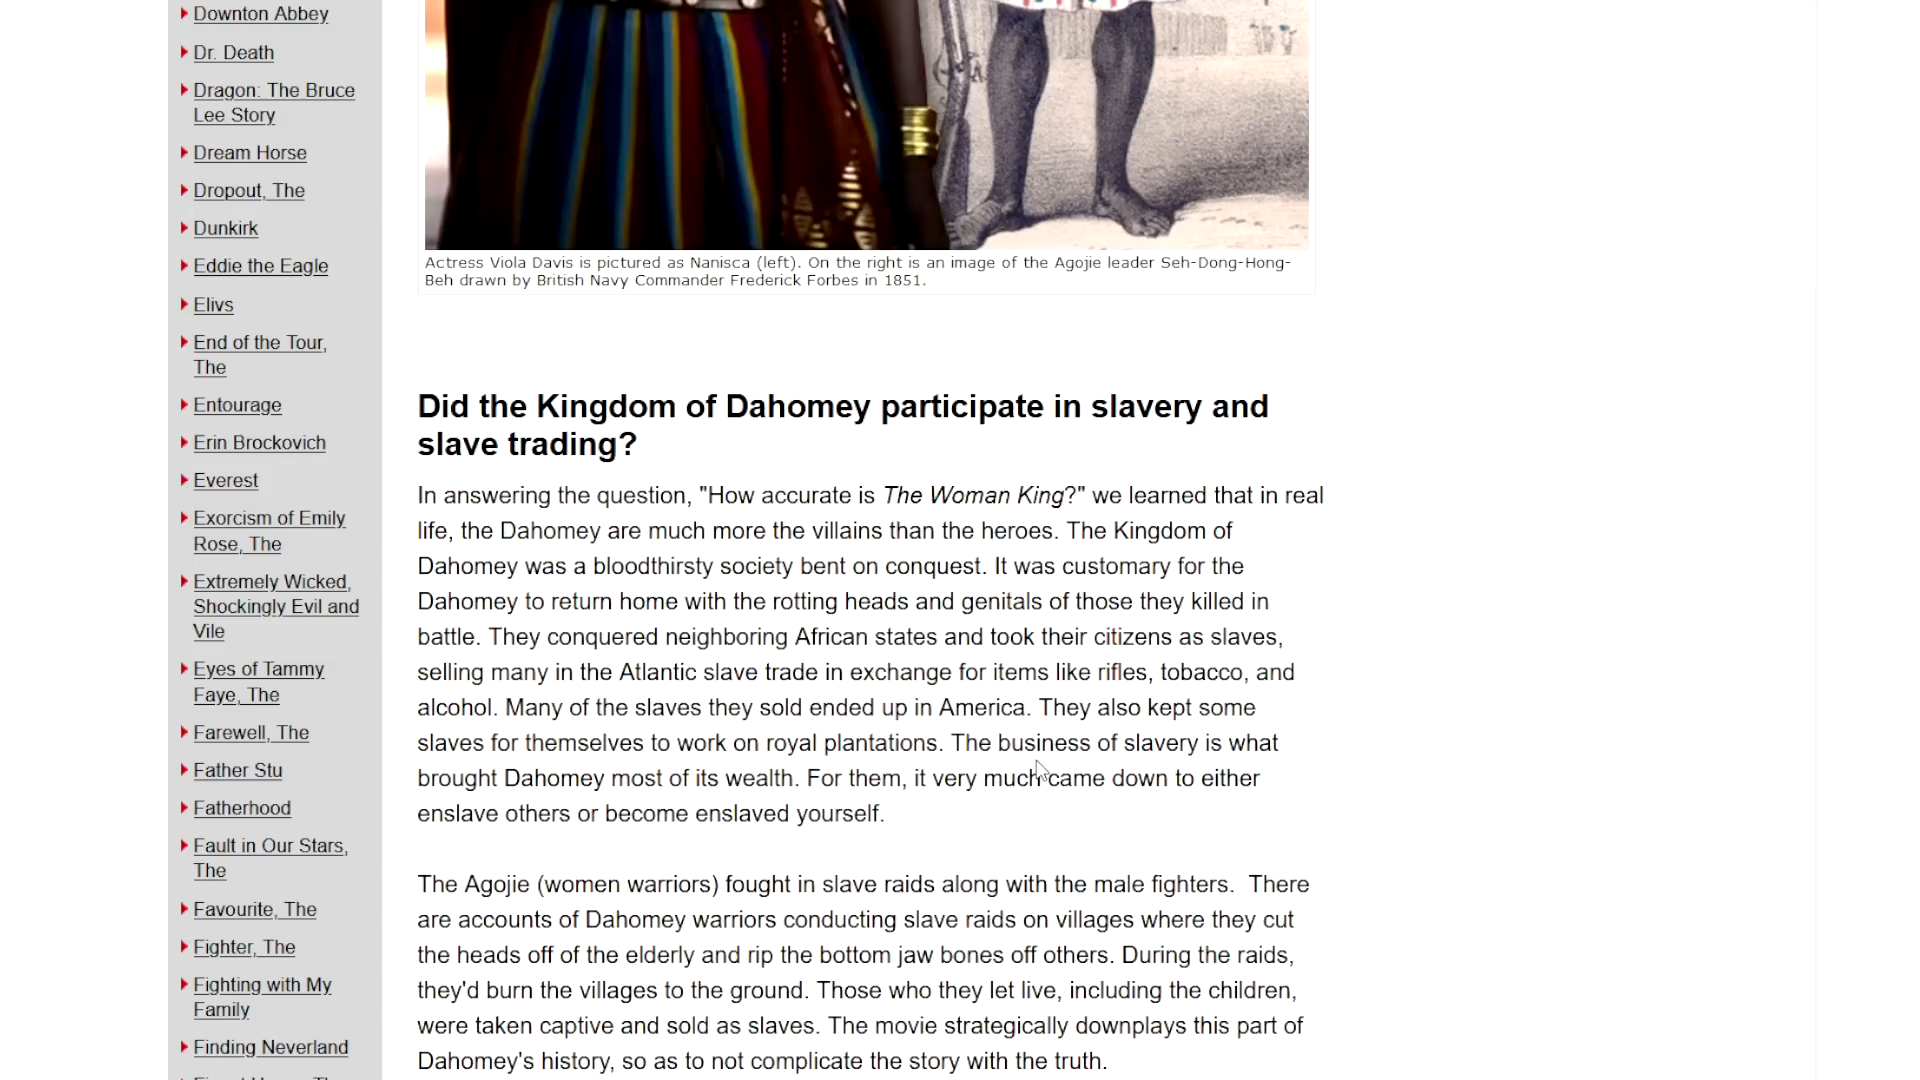 Downton Abbey
Dr. Death
Dragon: The Bruce
Lee Story
Dream Horse
Dropout, The
Dunkirk
Eddie the Eagle
Elivs
End of the Tour,
The
Entourage
Erin Brockovich
Everest
Exorcism of Emily
Rose, The
Extremely Wicked,
Shockingly Evil and
Vile
Eyes of Tammy
Faye, The
Farewell, The
Father Stu
Fatherhood
Fault in Our Stars,
The
Favourite, The
Fighter, The
Fighting with My
Family
Finding Neverland
Actress Viola Davis is pictured as Nanisca (left). On the right is an image of the Agojie leader Seh-Dong-Hong-
Beh drawn by British Navy Commander Frederick Forbes in 1851.
Did the Kingdom of Dahomey participate in slavery and
slave trading?
In answering the question, "How accurate is The Woman King?" we learned that in real
life, the Dahomey are much more the villains than the heroes. The Kingdom of
Dahomey was a bloodthirsty society bent on conquest. It was customary for the
Dahomey to return home with the rotting heads and genitals of those they killed in
battle. They conquered neighboring African states and took their citizens as slaves,
selling many in the Atlantic slave trade in exchange for items like rifles, tobacco, and
alcohol. Many of the slaves they sold ended up in America. They also kept some
slaves for themselves to work on royal plantations. The business of slavery is what
brought Dahomey most of its wealth. For them, it very much came down to either
enslave others or become enslaved yourself.
The Agojie (women warriors) fought in slave raids along with the male fighters. There
are accounts of Dahomey warriors conducting slave raids on villages where they cut
the heads off of the elderly and rip the bottom jaw bones off others. During the raids,
they'd burn the villages to the ground. Those who they let live, including the children,
were taken captive and sold as slaves. The movie strategically downplays this part of
Dahomey's history, so as to not complicate the story with the truth.